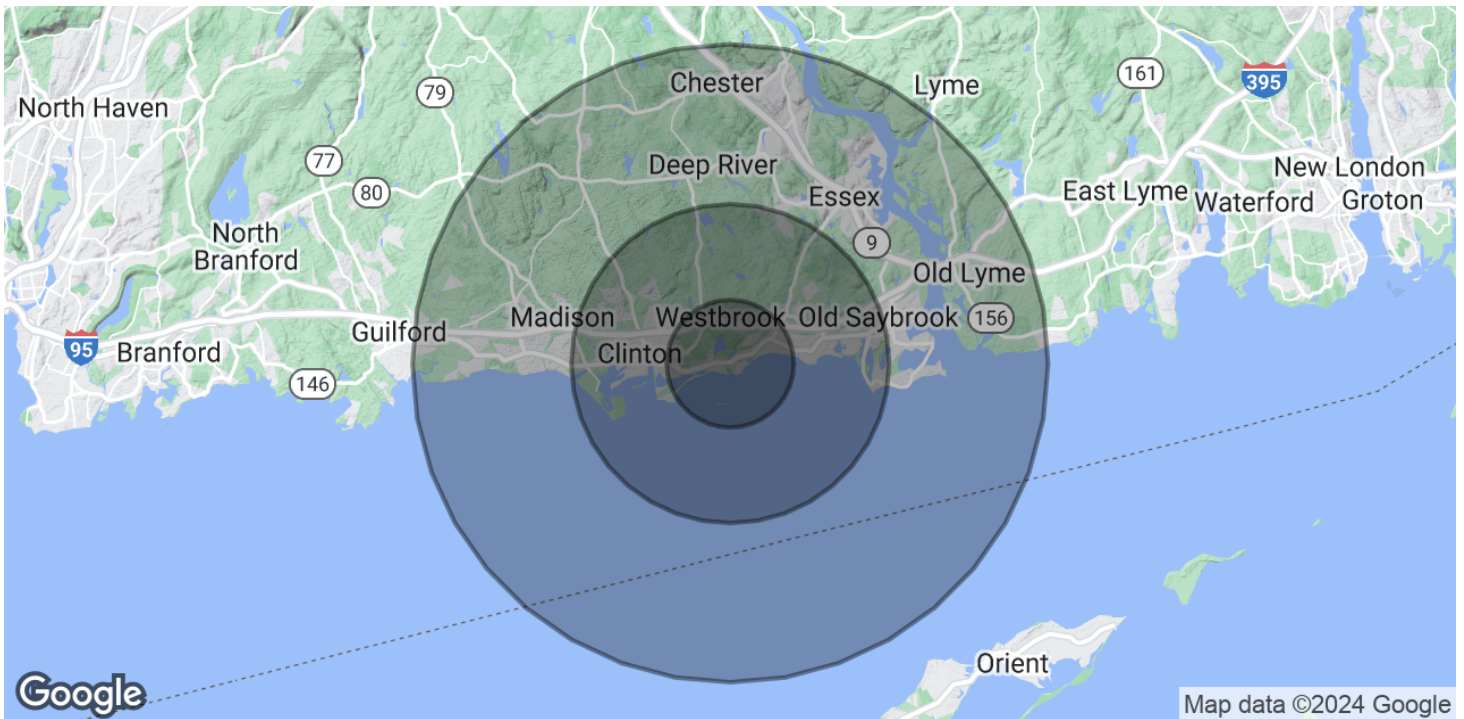 Chester
Lyme
161
395
79
North Haven
77
Deep River
New London
80
Essex
East Lyme
Waterford
Groton
North
Branford
9
Old Lyme
Madison
Westbrook
Old Saybrook
156
Guilford
95
Branford
Clinton
146
Orient
Google
Map data ©2024 Google